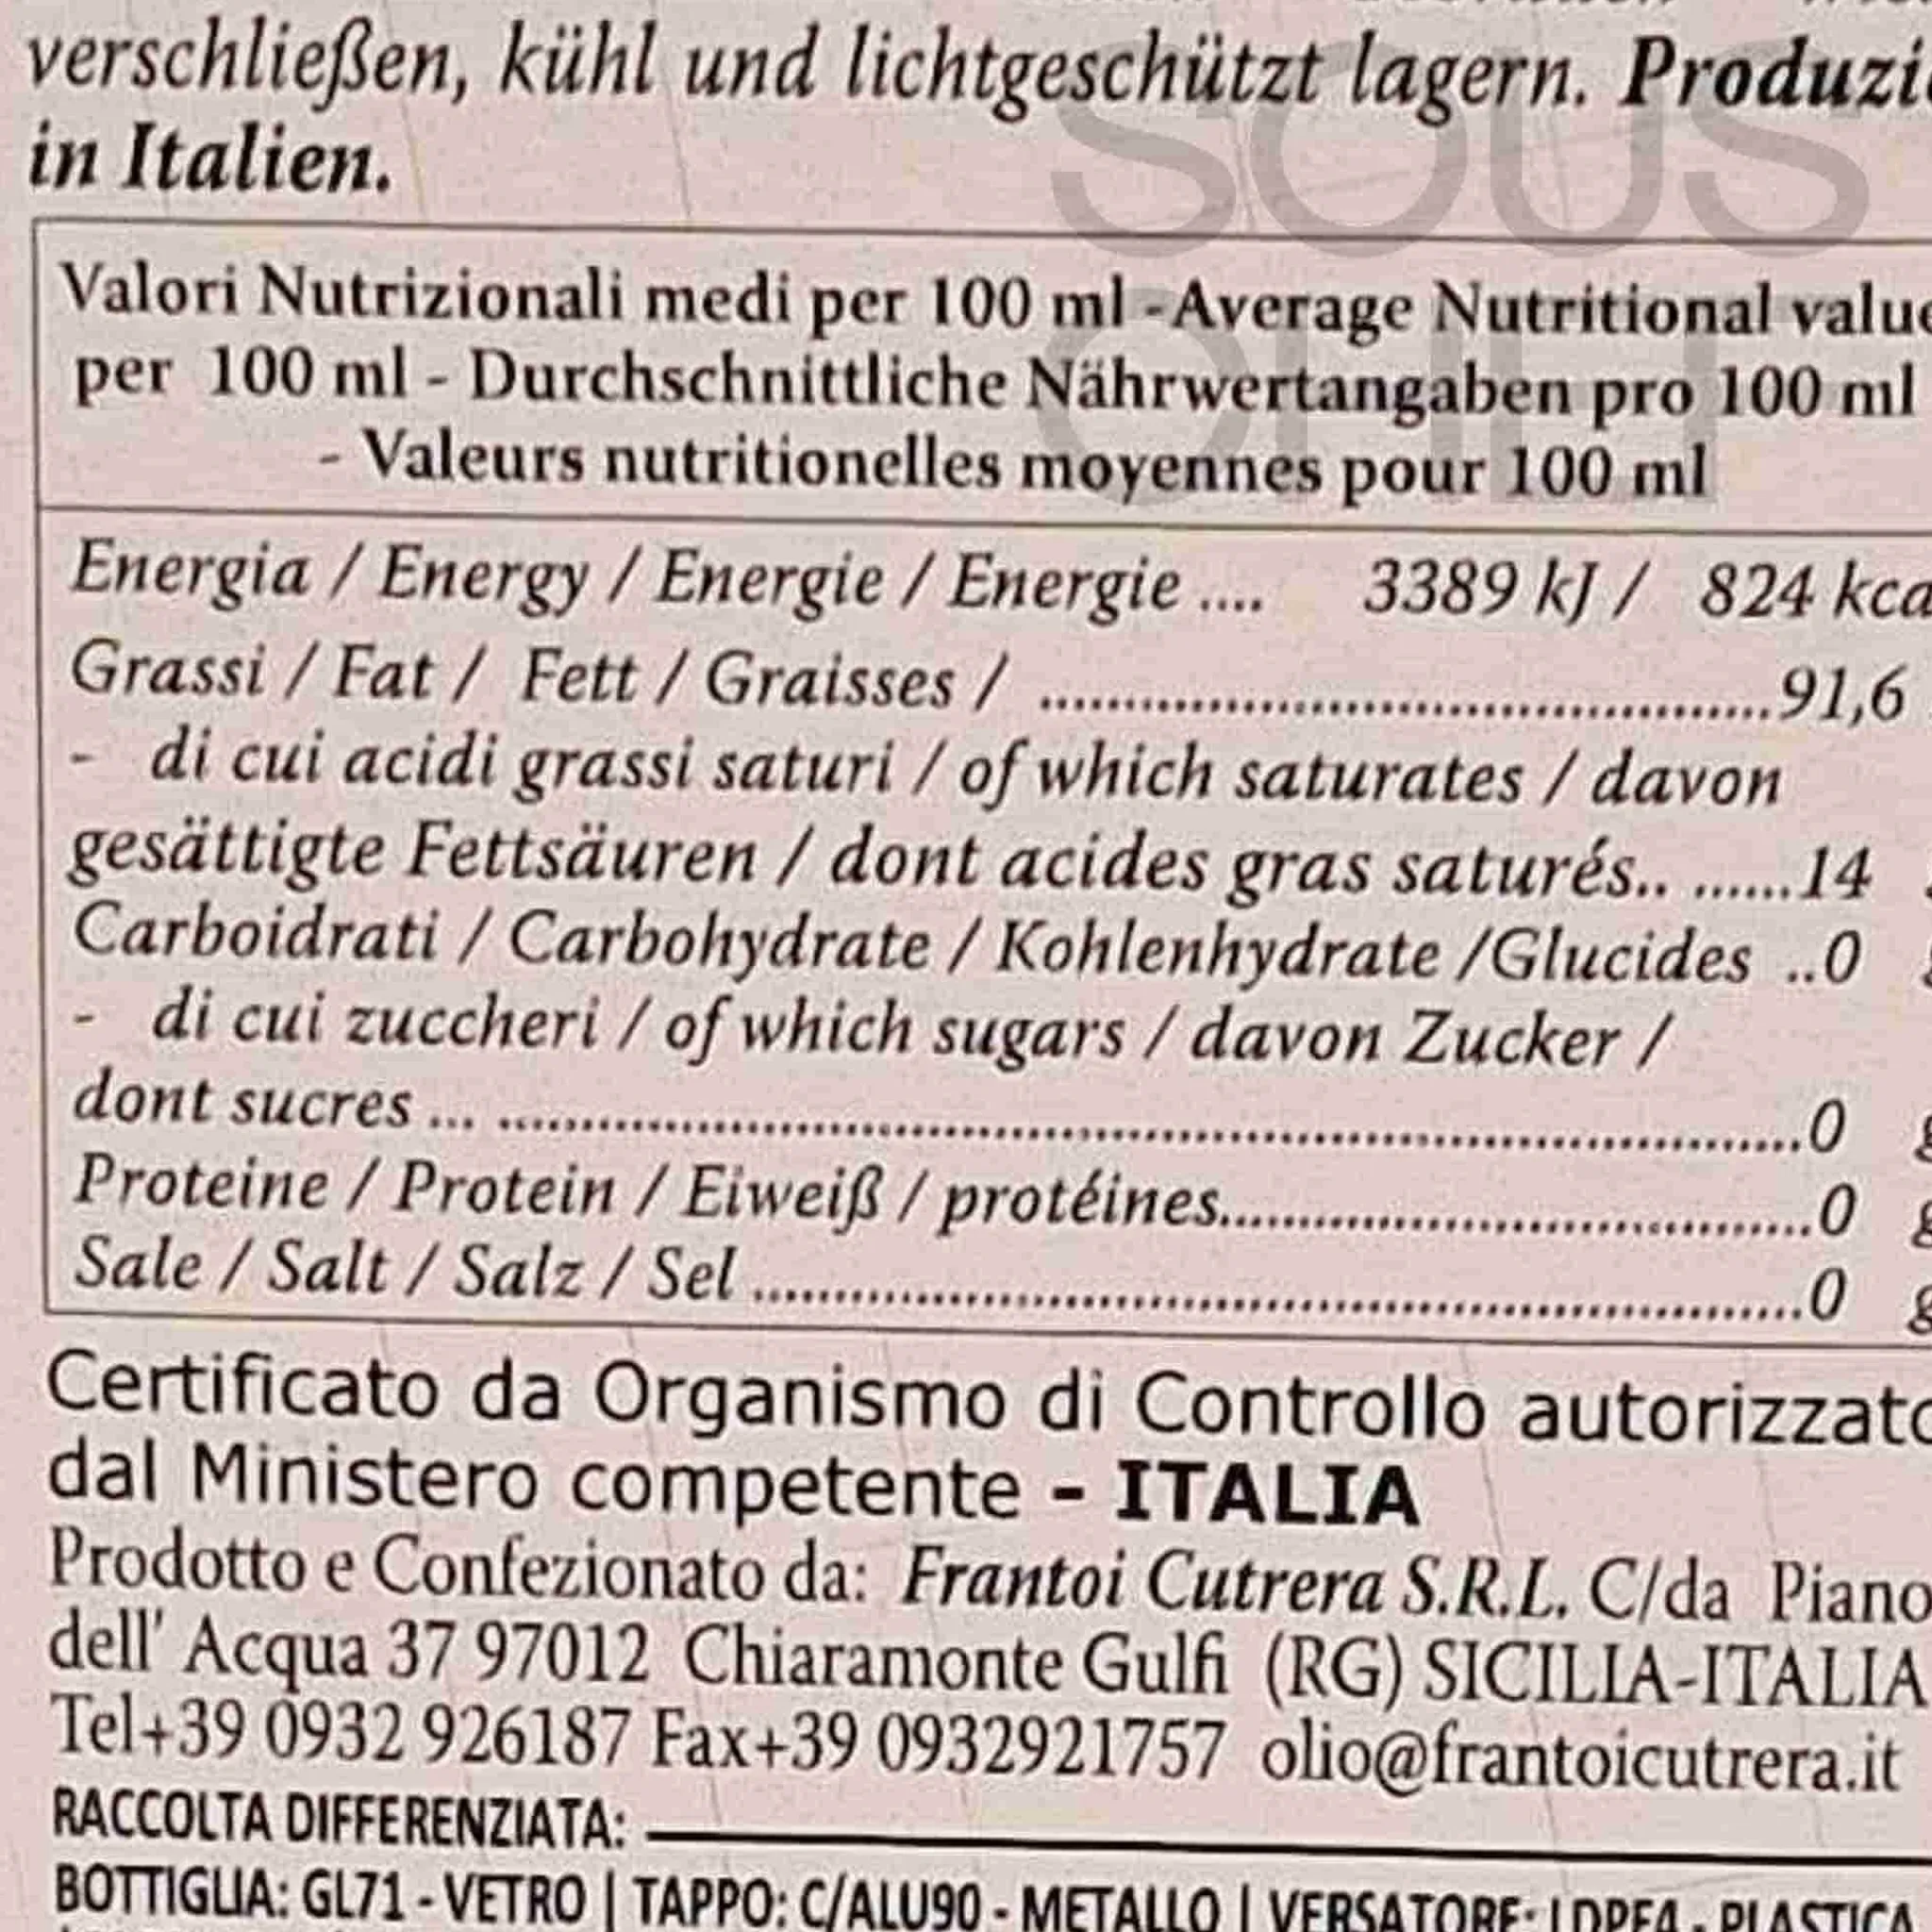 verschließen, kühl und lichtgeschützt lagern. Produzi
in Italien.
SOUS
Valori Nutrizionali medi per 100 ml -Average Nutritional value
per 100 ml - Durchschnittliche Nährwertangaben pro 100 ml
- Valeurs nutritionelles moyennes pour 100 ml
Energia / Energy / Energie / Energie .... 3389 kJ / 824 kca
Grassi / Fat / Fett / Graisses / ................................................91,6
- di cui acidi grassi saturi / of which saturates / davon
gesättigte Fettsäuren / dont acides gras saturés.. ......14
Carboidrati / Carbohydrate / Kohlenhydrate /Glucides ..0
- di cui zuccheri / of which sugars / davon Zucker /
dont sucres ... ................................................................0 g
Proteine / Protein / Eiweiß / protéines............................0 g
Sale / Salt / Salz / Sel ..................................................0 g
Certificato da Organismo di Controllo autorizzato
dal Ministero competente - ITALIA
Prodotto e Confezionato da: Frantoi Cutrera S.R.L. C/da Piano
dell' Acqua 37 97012 Chiaramonte Gulfi (RG) SICILIA-ITALIA
Tel+39 0932 926187 Fax+39 0932921757 olio@frantoicutrera.it
RACCOLTA DIFFERENZIATA:
BOTTIGLIA: GL71 - VETRO | TAPPO: C/ALU90 - METALLO | VERSATORE: LDPE4 - PLASTICA